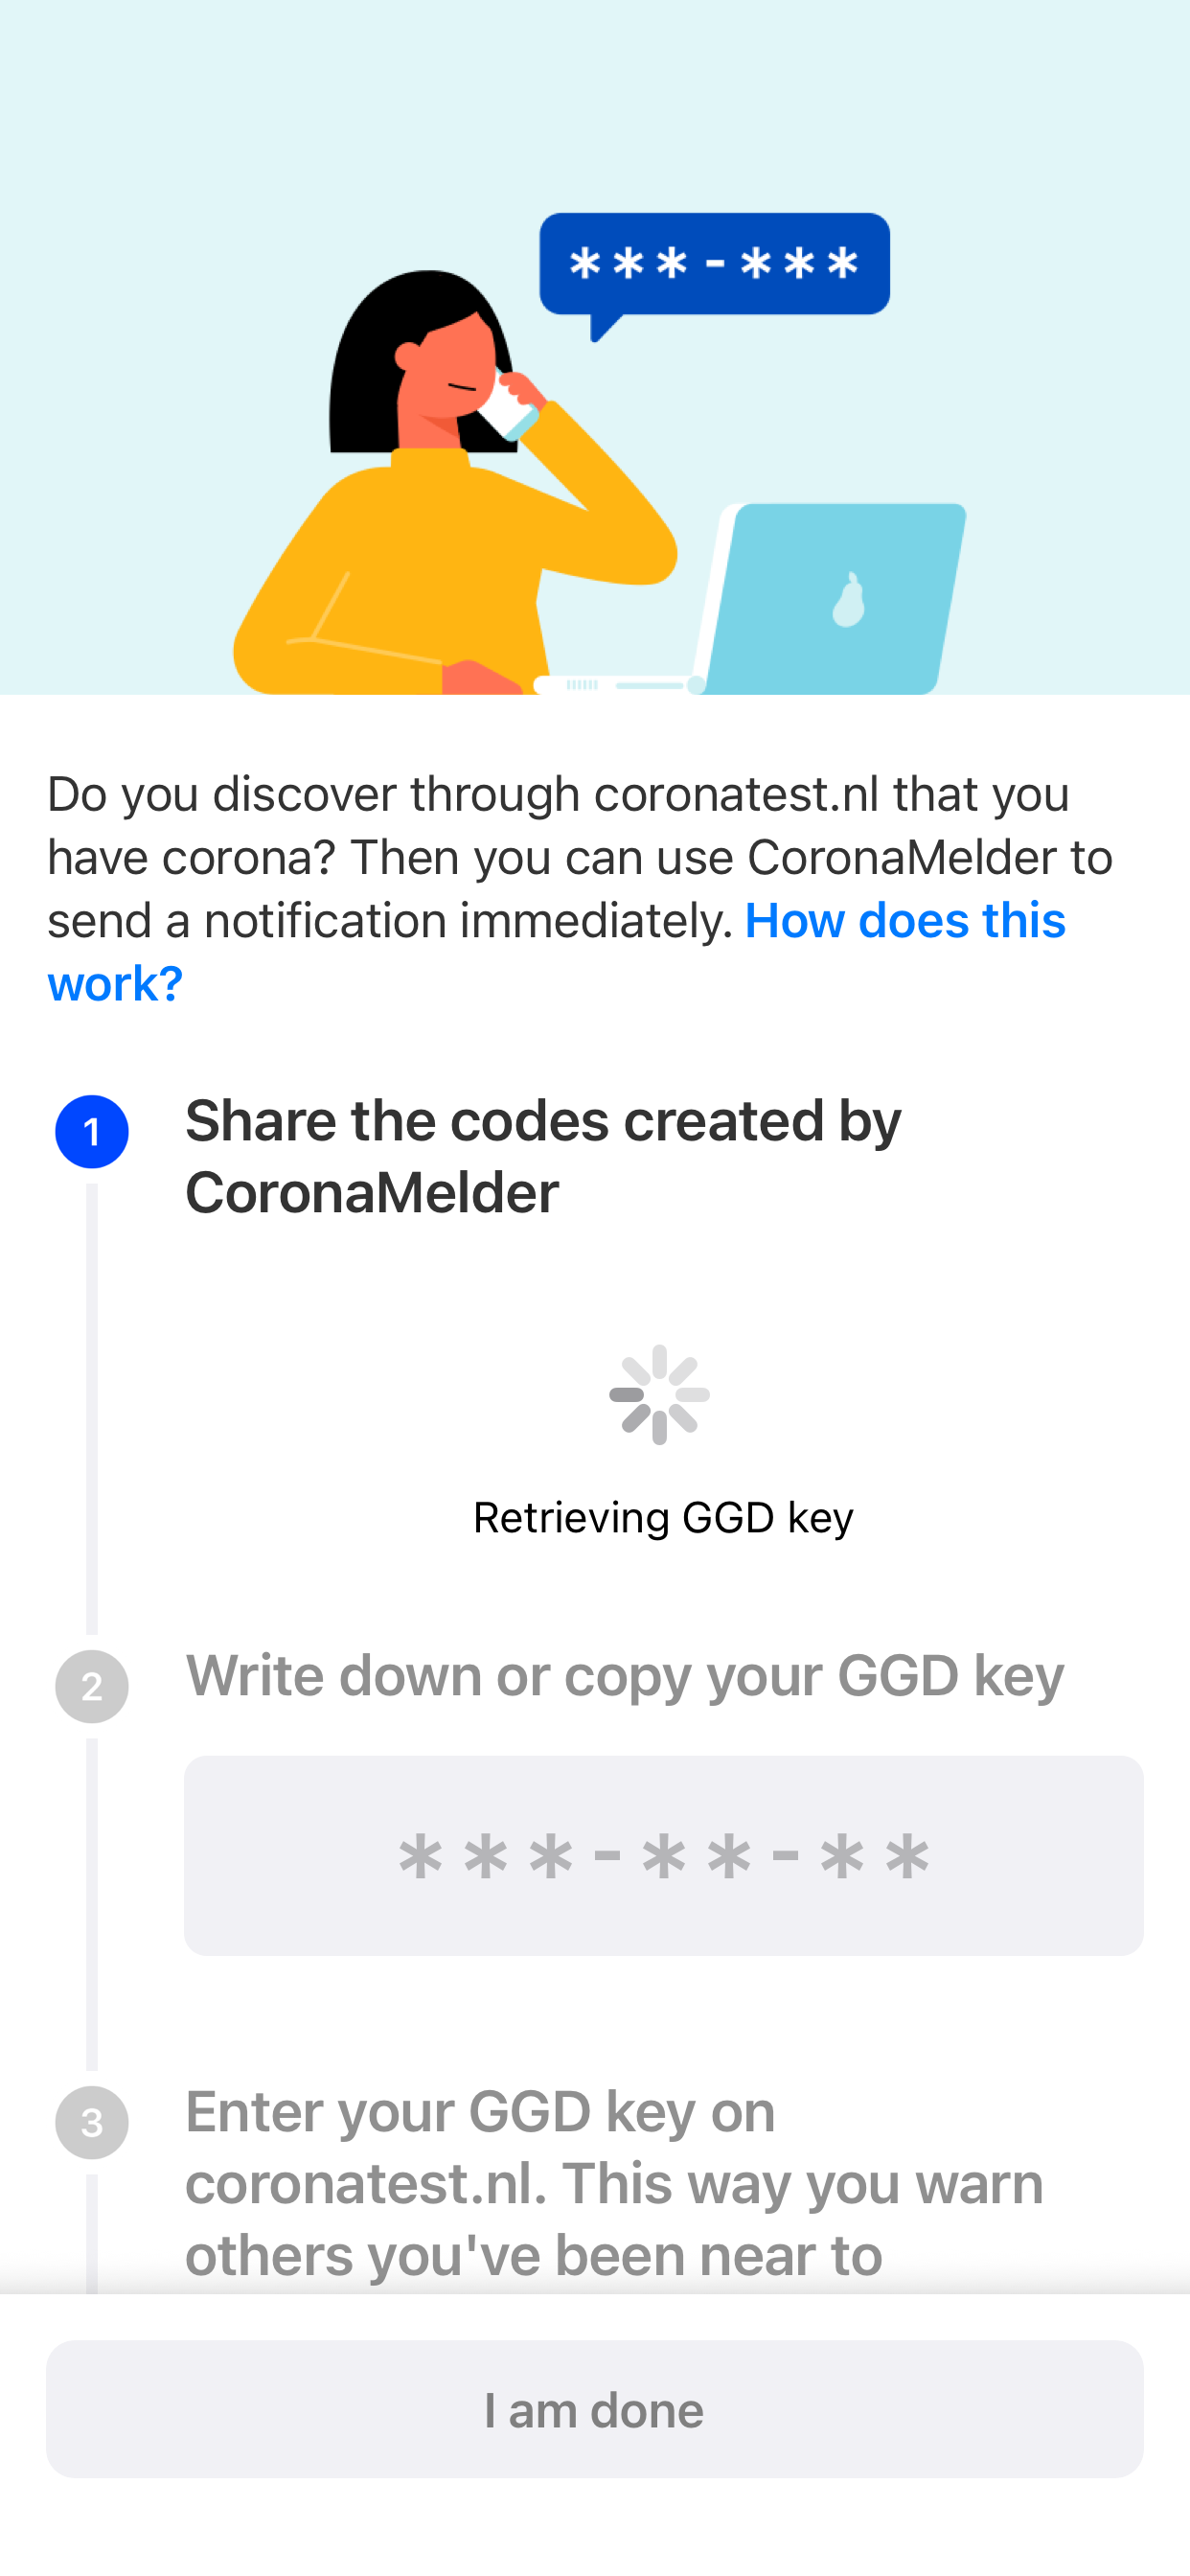 ***-***
Do you discover through coronatest.nl that you
have corona? Then you can use CoronaMelder to
send a notification immediately. How does this
work?
1
Share the codes created by
CoronaMelder
Retrieving GGD key
2
Write down or copy your GGD key
***-**-**
3
Enter your GGD key on
coronatest.nl. This way you warn
others you've been near to
I am done